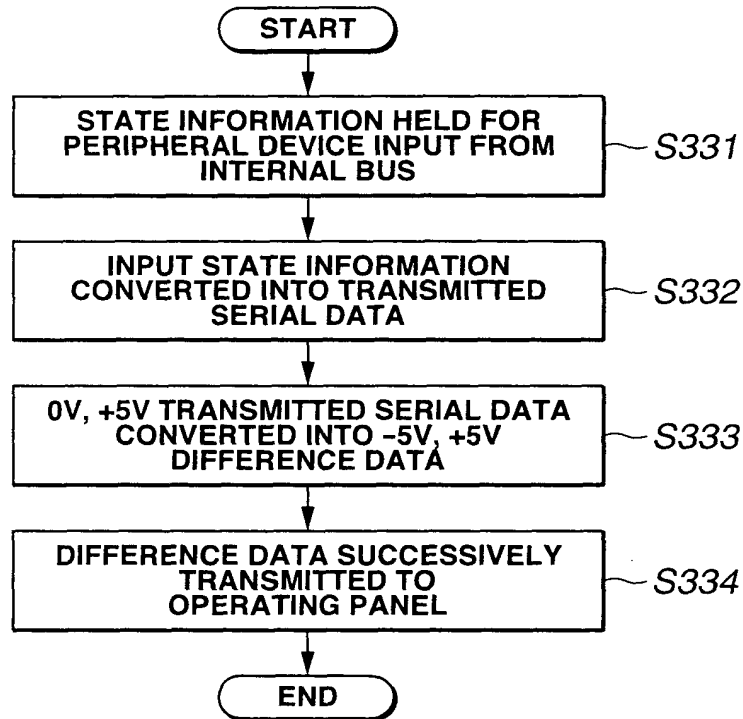 START
STATE INFORMATION HELD FOR
PERIPHERAL DEVICE INPUT FROM
INTERNAL BUS
S331
INPUT STATE INFORMATION
CONVERTED INTO TRANSMITTED
SERIAL DATA
S332
0V, +5V TRANSMITTED SERIAL DATA
CONVERTED INTO −5V, +5V
DIFFERENCE DATA
S333
DIFFERENCE DATA SUCCESSIVELY
TRANSMITTED TO
OPERATING PANEL
S334
END